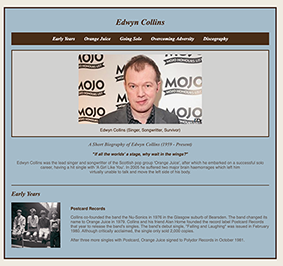 Edwyn Collins
Early Years Orange Juice Going Solo Overcoming Adversity Discography
MOJO
MOJO
MOJO
MOJO
Edwyn Collins (Singer, Songwriter, Survivor)
A Short Biography of Edwyn Collins (1959 - Present)
"If all the worlds' a stage, why wait in the wings?"
Edwyn Collins was the lead singer and songwriter of the Scottish pop group 'Orange Juice', after which he embarked on a successful solo
career, having a hit single with 'A Girl Like You'. In 2005 he suffered two major brain haemorrhages which left him
virtually unable to talk and move the left side of his body.
Early Years
Postcard Records
Collins co-founded the band the Nu-Sonics in 1976 in the Glasgow suburb of Bearsden. The band changed its
name to Orange Juice in 1979. Collins and his friend Alan Horne founded the record label Postcard Records
that year to release the band's singles. The band's debut single, "Falling and Laughing" was issued in February
1980. Although critically acclaimed, the single only sold 2,000 copies.
After three more singles with Postcard, Orange Juice signed to Polydor Records in October 1981.